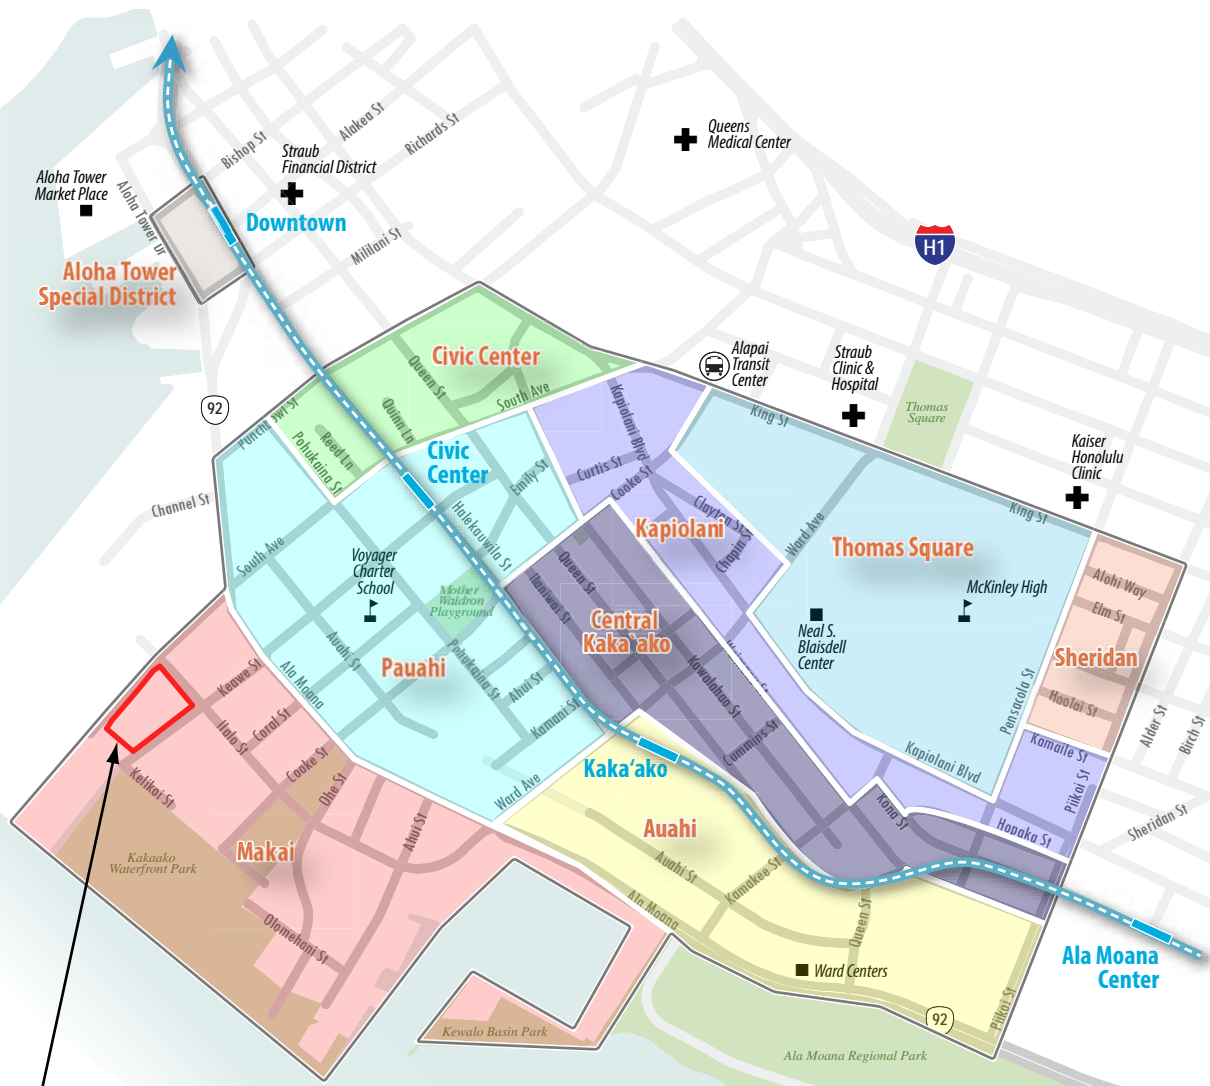 Queens
Medical Center
Alakea St
Richards St
Bishop St
Straub
Financial District
Aloha Tower
Market Place
Aloha Tower Dr
Downtown
Mililani St
H1
Aloha Tower
Special District
Civic Center
Queen St
South Ave
Quinn Ln
Reed Ln
Pohukaina St
92
Alapai
Transit
Center
Straub
Clinic &
Hospital
Thomas
Square
King St
Kaiser
Honolulu
Clinic
King St
Kapiolani Blvd
Curtis St
Cooke St
Clayton St
Chapin St
Kapiolani
Ward Ave
Thomas Square
McKinley High
Neal S.
Blaisdell
Center
Civic
Center
Emily St
Halekauwila St
Channel St
South Ave
Voyager
Charter
School
Mother
Waldron
Playground
Queen St
Central
Kaka'ako
Kawaiahao St
Cummins St
Alohi Way
Elm St
Sheridan
Hoolai St
Pensacola St
Alder St
Birch St
Auahi St
Pauahi
Pohukaina St
Ahui St
Kamani St
Ala Moana
Keawe St
Halo St
Coral St
Cooke St
Ohe St
Kelikoi St
Ward Ave
Kaka‘ako
Kapiolani Blvd
Kamaile St
Piikoi St
Kona St
Hopaka St
Sheridan St
Auahi
Auahi St
Kamakee St
Queen St
Ala Moana
Ahui St
Makai
Kakaako
Waterfront Park
Olomehani St
Ward Centers
Ala Moana
Center
92
Piikoi St
Kewalo Basin Park
Ala Moana Regional Park